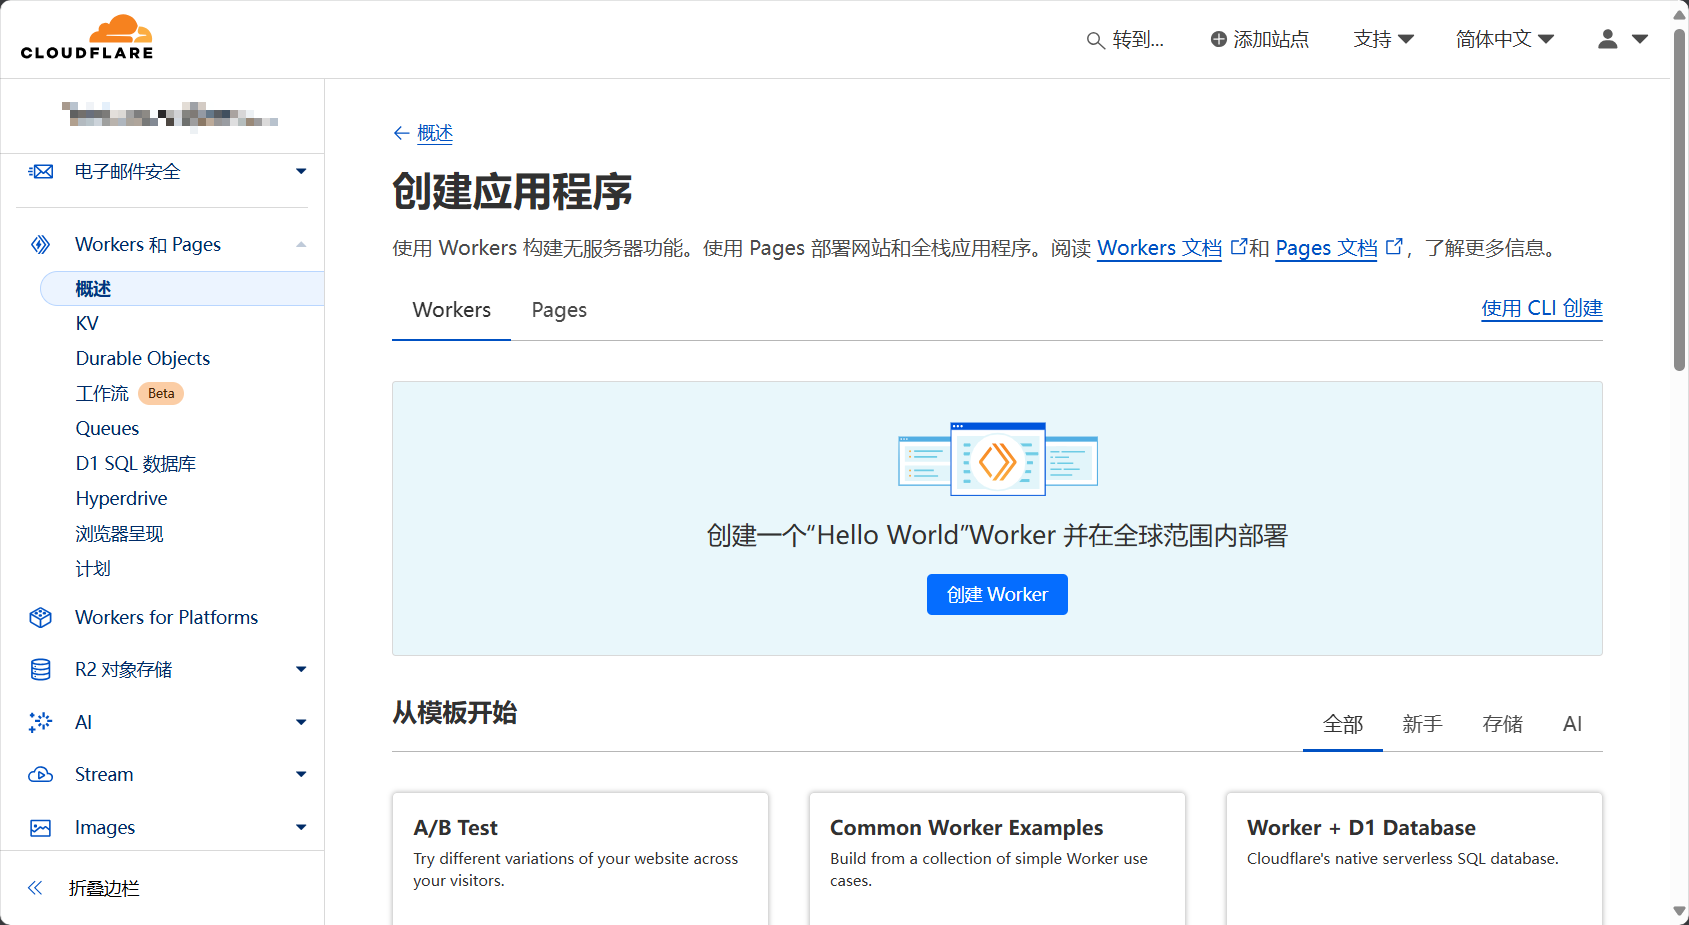 CLOUDFLARE
转到...
添加站点
支持
简体中文
电子邮件安全
Workers 和 Pages
概述
KV
Durable Objects
工作流 Beta
Queues
D1 SQL 数据库
Hyperdrive
浏览器呈现
计划
Workers for Platforms
R2 对象存储
AI
Stream
Images
折叠边栏
概述
创建应用程序
使用 Workers 构建无服务器功能。使用 Pages 部署网站和全栈应用程序。阅读 Workers 文档 和 Pages 文档 ，了解更多信息。
Workers Pages
使用 CLI 创建
创建一个“Hello World”Worker 并在全球范围内部署
创建 Worker
从模板开始
全部 新手 存储 AI
A/B Test
Try different variations of your website across
your visitors.
Common Worker Examples
Build from a collection of simple Worker use
cases.
Worker + D1 Database
Cloudflare's native serverless SQL database.